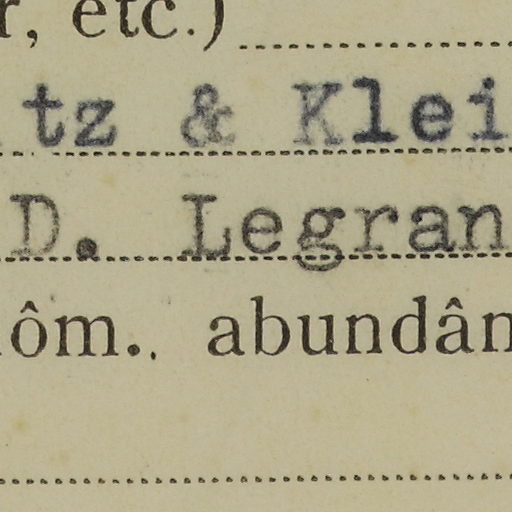 r, etc.)
tz & Klei
D. Legran
ôm., abundân